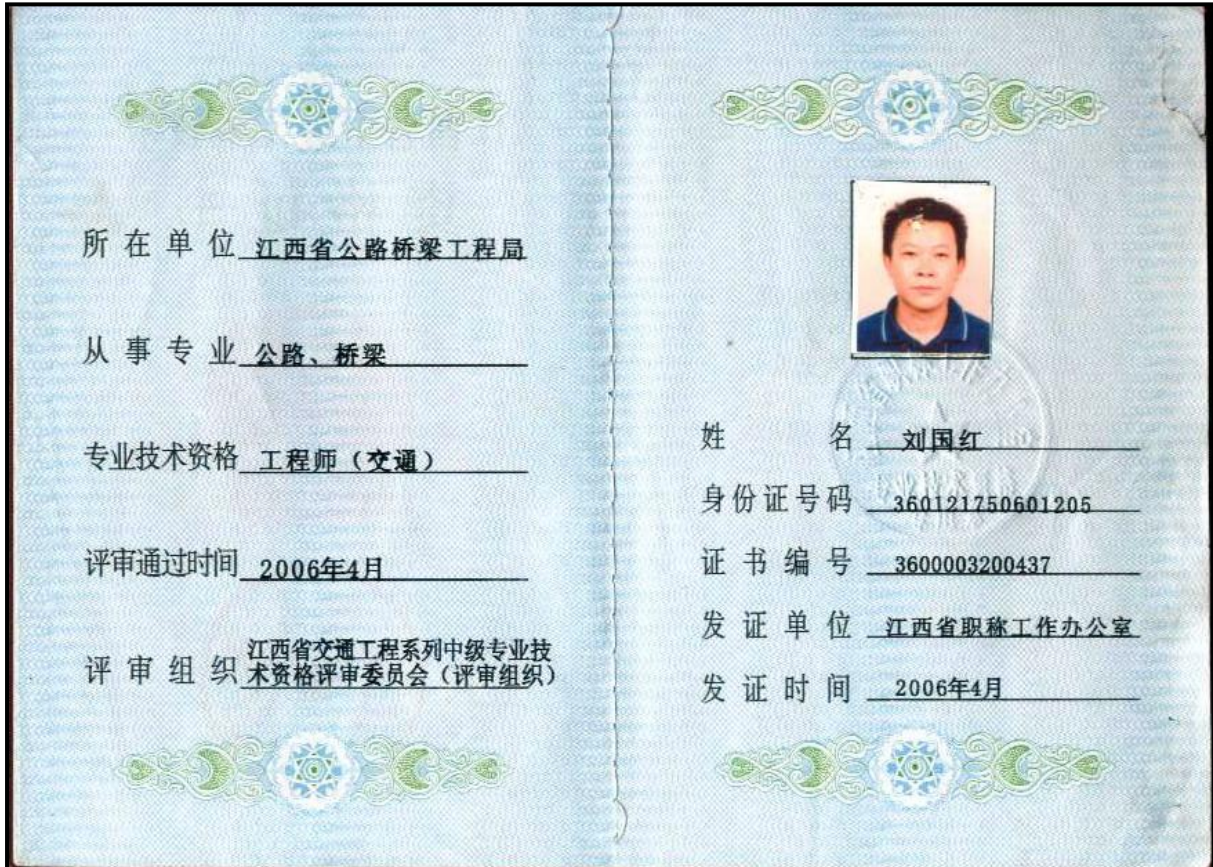 所在单位 江西省公路桥梁工程局
从事专业 公路、桥梁
专业技术资格 工程师（交通）
评审通过时间 2006年4月
评审组织 江西省交通工程系列中级专业技
术资格评审委员会（评审组织）
姓名 刘国红
身份证号码 360121750601205
证书编号 3600003200437
发证单位 江西省职称工作办公室
发证时间 2006年4月